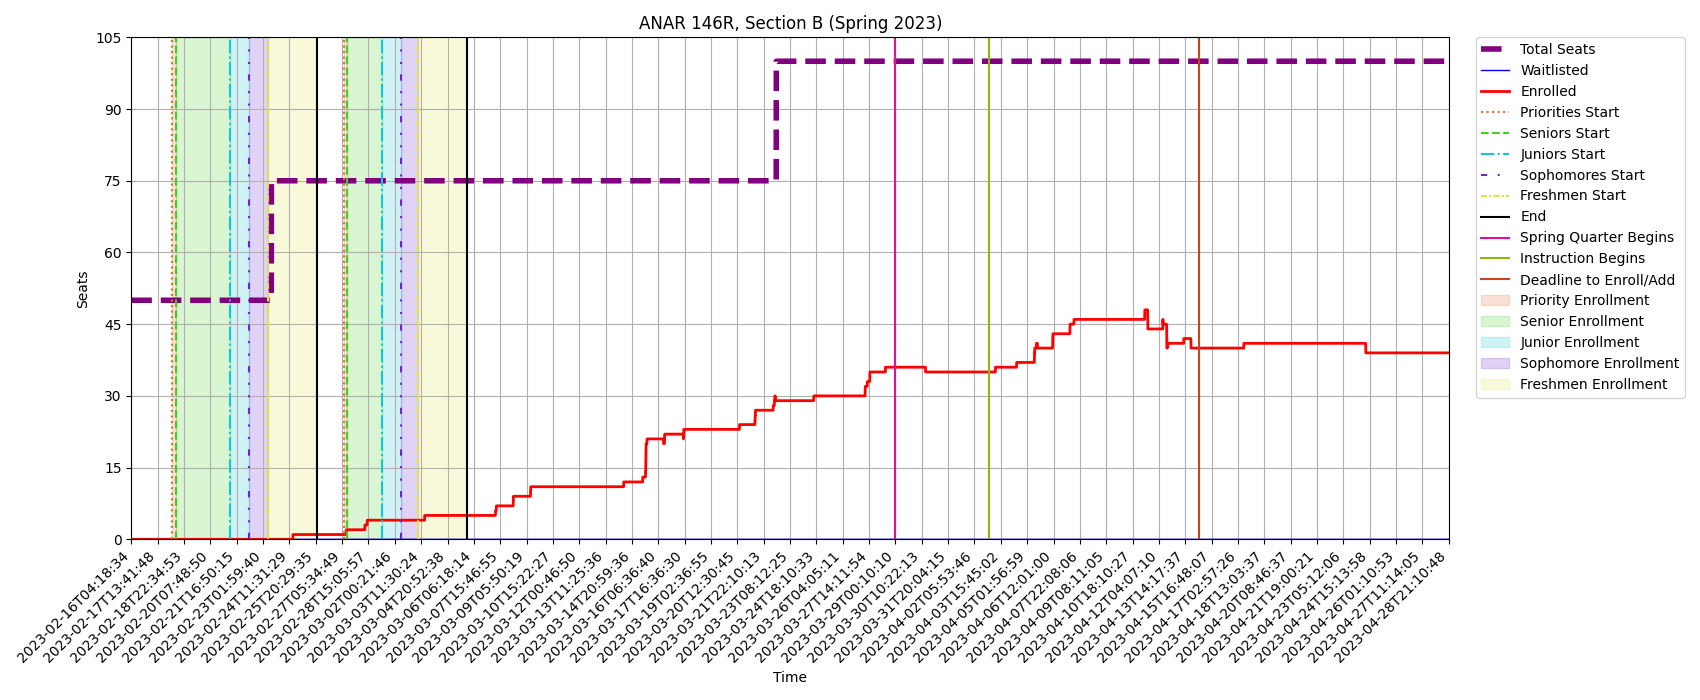 ANAR 146R, Section B (Spring 2023)
105
90
75
60
45
30
15
0
Seats
2023-02-16T04:18:34
2023-02-17T13:41:48
2023-02-18T22:34:53
2023-02-20T07:48:50
2023-02-21T16:50:15
2023-02-23T01:59:40
2023-02-24T11:31:29
2023-02-25T20:29:35
2023-02-27T05:34:49
2023-02-28T15:05:57
2023-03-02T00:21:46
2023-03-03T11:30:24
2023-03-04T20:52:38
2023-03-06T06:18:14
2023-03-07T15:46:55
2023-03-09T05:50:19
2023-03-10T15:22:27
2023-03-12T00:46:50
2023-03-13T11:25:36
2023-03-14T20:59:36
2023-03-16T06:36:40
2023-03-17T16:36:30
2023-03-19T02:36:55
2023-03-20T12:30:45
2023-03-21T22:10:13
2023-03-23T08:12:25
2023-03-24T18:10:33
2023-03-26T04:05:11
2023-03-27T14:11:54
2023-03-29T00:10:10
2023-03-30T10:22:13
2023-03-31T20:04:15
2023-04-02T05:53:46
2023-04-03T15:45:02
2023-04-05T01:56:59
2023-04-06T12:01:00
2023-04-07T22:08:06
2023-04-09T08:11:05
2023-04-10T18:10:27
2023-04-12T04:07:10
2023-04-13T14:17:37
2023-04-15T16:48:07
2023-04-17T02:57:26
2023-04-18T13:03:37
2023-04-20T08:46:37
2023-04-21T19:00:21
2023-04-23T05:12:06
2023-04-24T15:13:58
2023-04-26T01:10:53
2023-04-27T11:14:05
2023-04-28T21:10:48
Time
Total Seats
Waitlisted
Enrolled
Priorities Start
Seniors Start
Juniors Start
Sophomores Start
Freshmen Start
End
Spring Quarter Begins
Instruction Begins
Deadline to Enroll/Add
Priority Enrollment
Senior Enrollment
Junior Enrollment
Sophomore Enrollment
Freshmen Enrollment